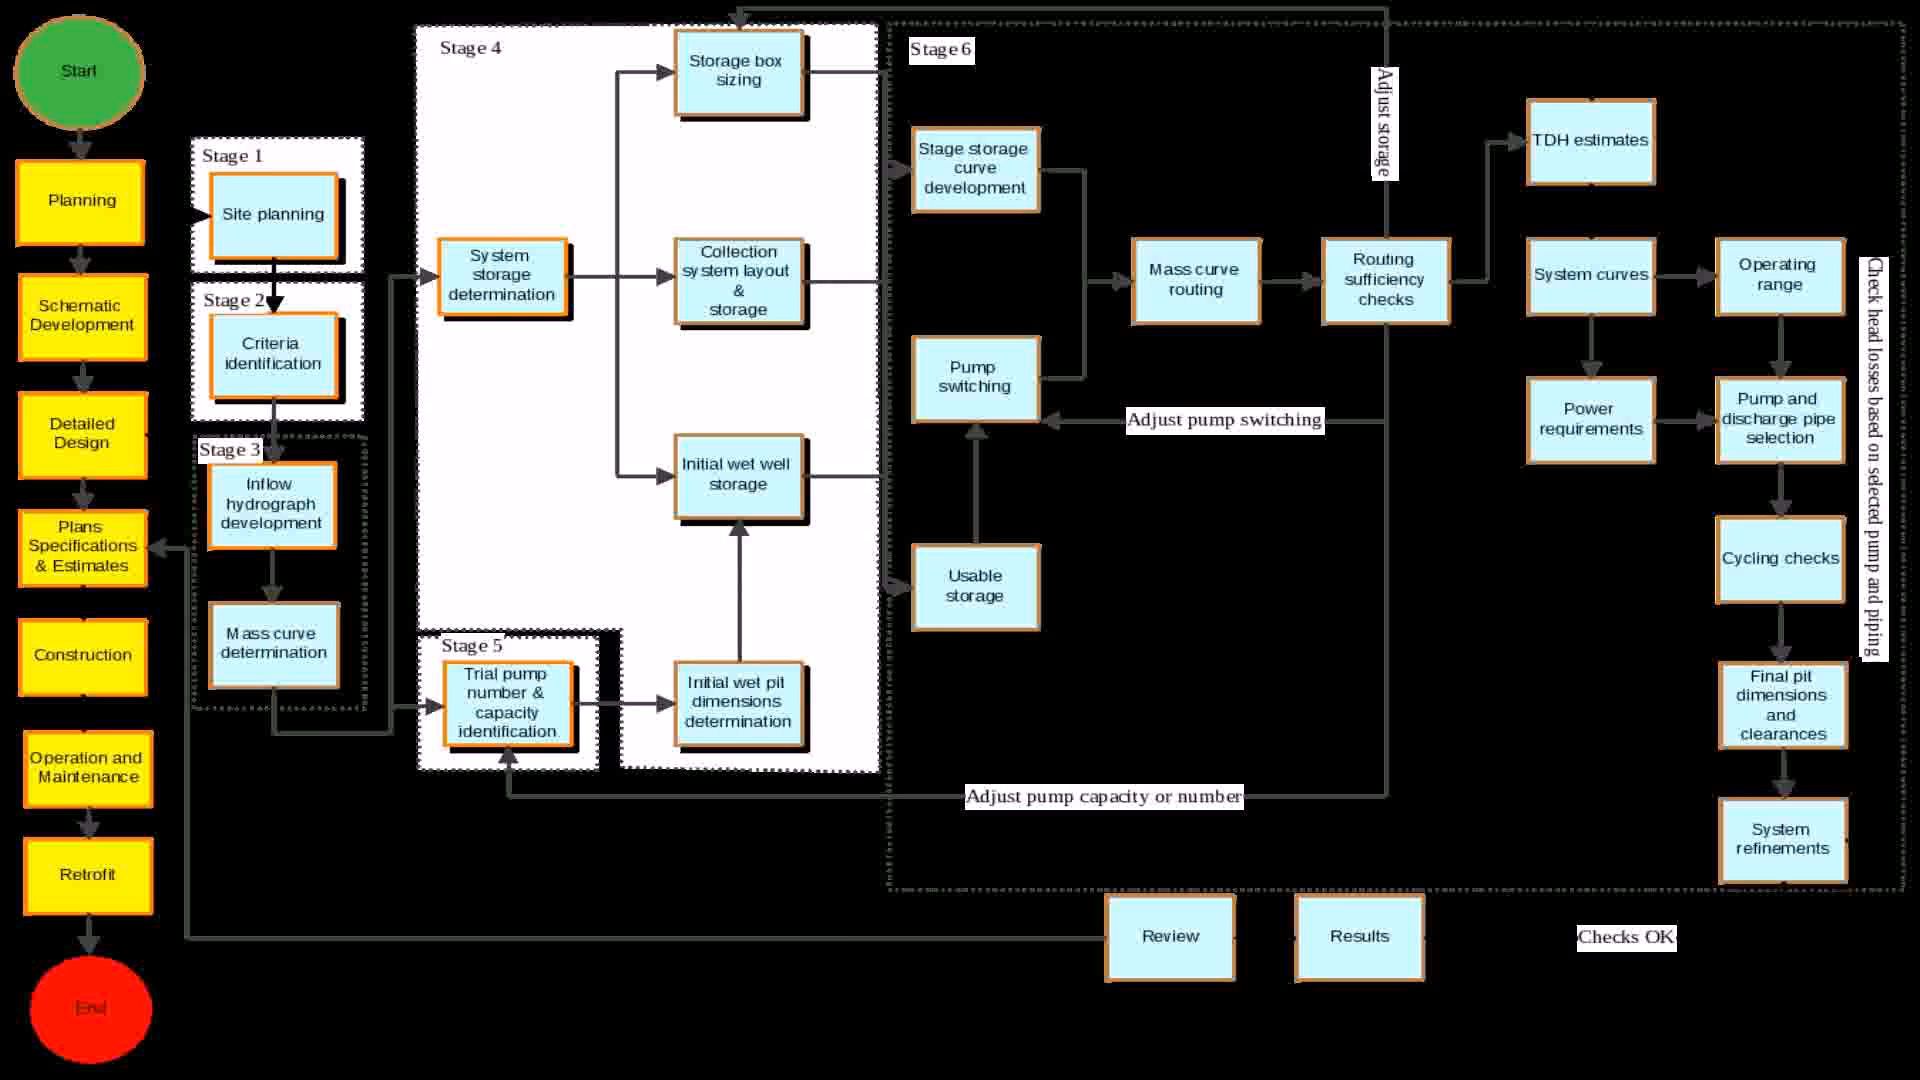 Start
Planning
Schematic
Development
Detailed
Design
Plans
Specifications
& Estimates
Construction
Operation and
Maintenance
Retrofit
End
Stage 1
Site planning
Stage 2
Criteria
identification
Stage 3
Inflow
hydrograph
development
Mass curve
determination
Stage 4
System
storage
determination
Storage box
sizing
Collection
system layout
&
storage
Initial wet well
storage
Initial wet pit
dimensions
determination
Stage 5
Trial pump
number &
capacity
identification
Stage 6
Stage storage
curve
development
Pump
switching
Usable
storage
Mass curve
routing
Routing
sufficiency
checks
Adjust storage
Adjust pump switching
Adjust pump capacity or number
TDH estimates
System curves
Operating
range
Power
requirements
Pump and
discharge pipe
selection
Cycling checks
Final pit
dimensions
and
clearances
System
refinements
Check head losses based on selected pump and piping
Review
Results
Checks OK